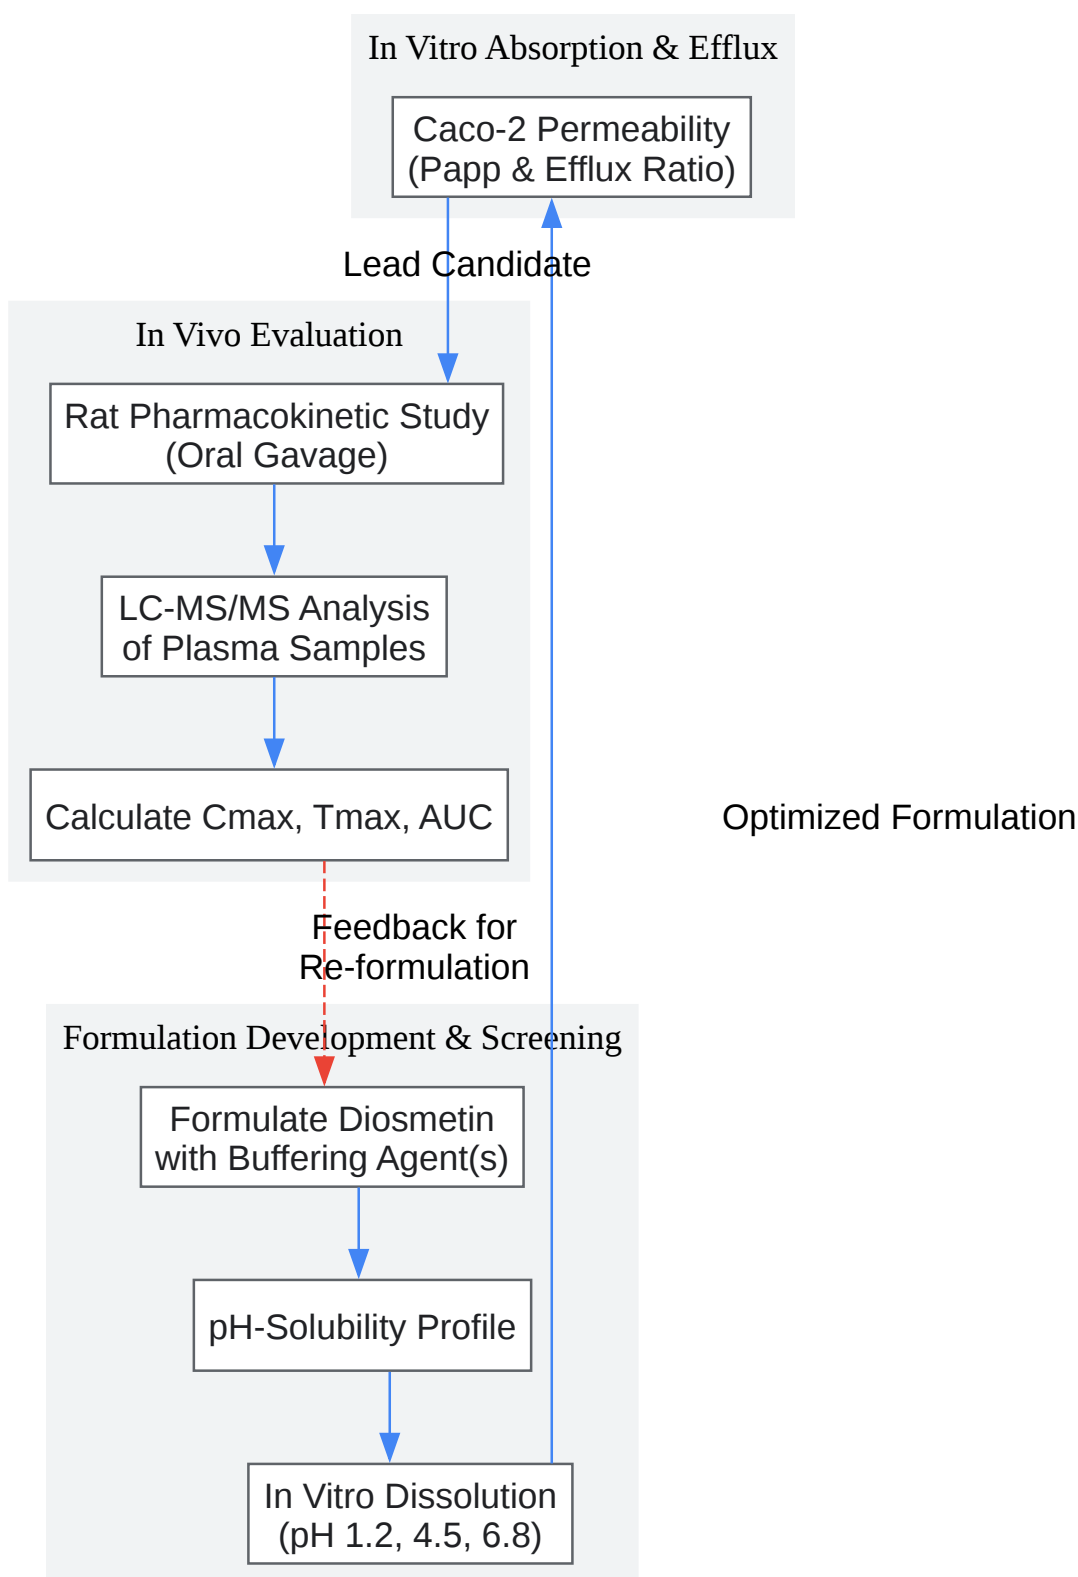 In Vitro Absorption & Efflux
Caco-2 Permeability
(Papp & Efflux Ratio)
Lead Candidate
In Vivo Evaluation
Rat Pharmacokinetic Study
(Oral Gavage)
LC-MS/MS Analysis
of Plasma Samples
Calculate Cmax, Tmax, AUC
Optimized Formulation
Feedback for
Re-formulation
Formulation Development & Screening
Formulate Diosmetin
with Buffering Agent(s)
pH-Solubility Profile
In Vitro Dissolution
(pH 1.2, 4.5, 6.8)